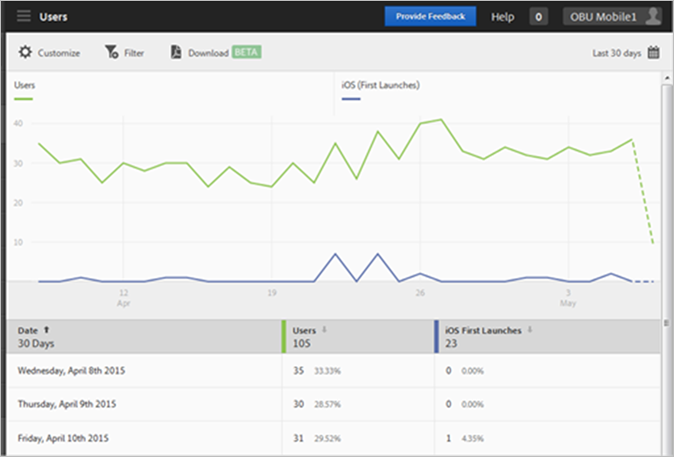 Users Provide Feedback Help 0 OBU Mobile1
Customize Filter Download BETA Last 30 days
Users iOS (First Launches)
40
30
20
10
12 19 26 3
Apr May
Date Users iOS First Launches
30 Days 105 23
Wednesday, April 8th 2015 35 33.33% 0 0.00%
Thursday, April 9th 2015 30 28.57% 0 0.00%
Friday, April 10th 2015 31 29.52% 1 4.35%